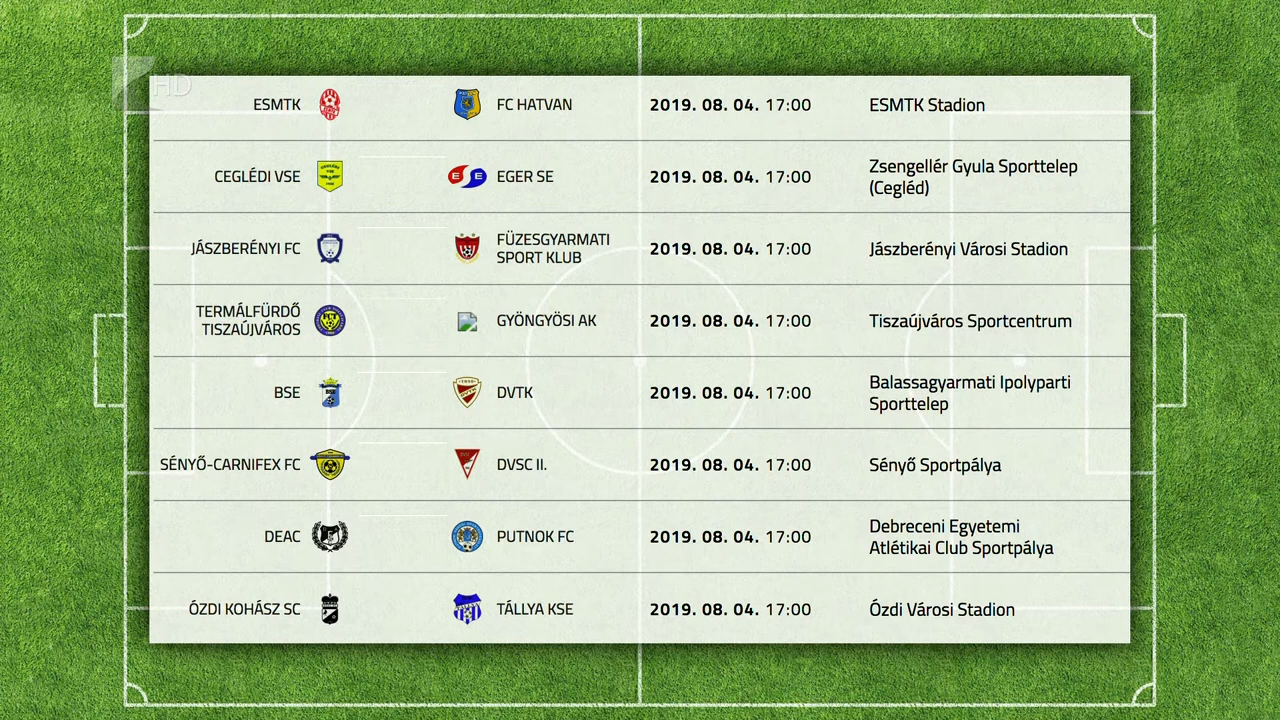 HD
ESMTK FC HATVAN 2019. 08. 04. 17:00 ESMTK Stadion
CEGLÉDI VSE E S E EGER SE 2019. 08. 04. 17:00 Zsengellér Gyula Sporttelep
(Cegléd)
JÁSZBERÉNYI FC FÜZESGYARMATI
SPORT KLUB 2019. 08. 04. 17:00 Jászberényi Városi Stadion
TERMÁLFÜRDŐ
TISZAÚJVÁROS GYÖNGYÖSI AK 2019. 08. 04. 17:00 Tiszaújváros Sportcentrum
BSE BSE DVTK 2019. 08. 04. 17:00 Balassagyarmati Ipolyparti
Sporttelep
SÉNYŐ-CARNIFEX FC DVSC II. 2019. 08. 04. 17:00 Sényő Sportpálya
DEAC PUTNOK FC 2019. 08. 04. 17:00 Debreceni Egyetemi
Atlétikai Club Sportpálya
ÓZDI KOHÁSZ SC TÁLLYA KSE 2019. 08. 04. 17:00 Ózdi Városi Stadion